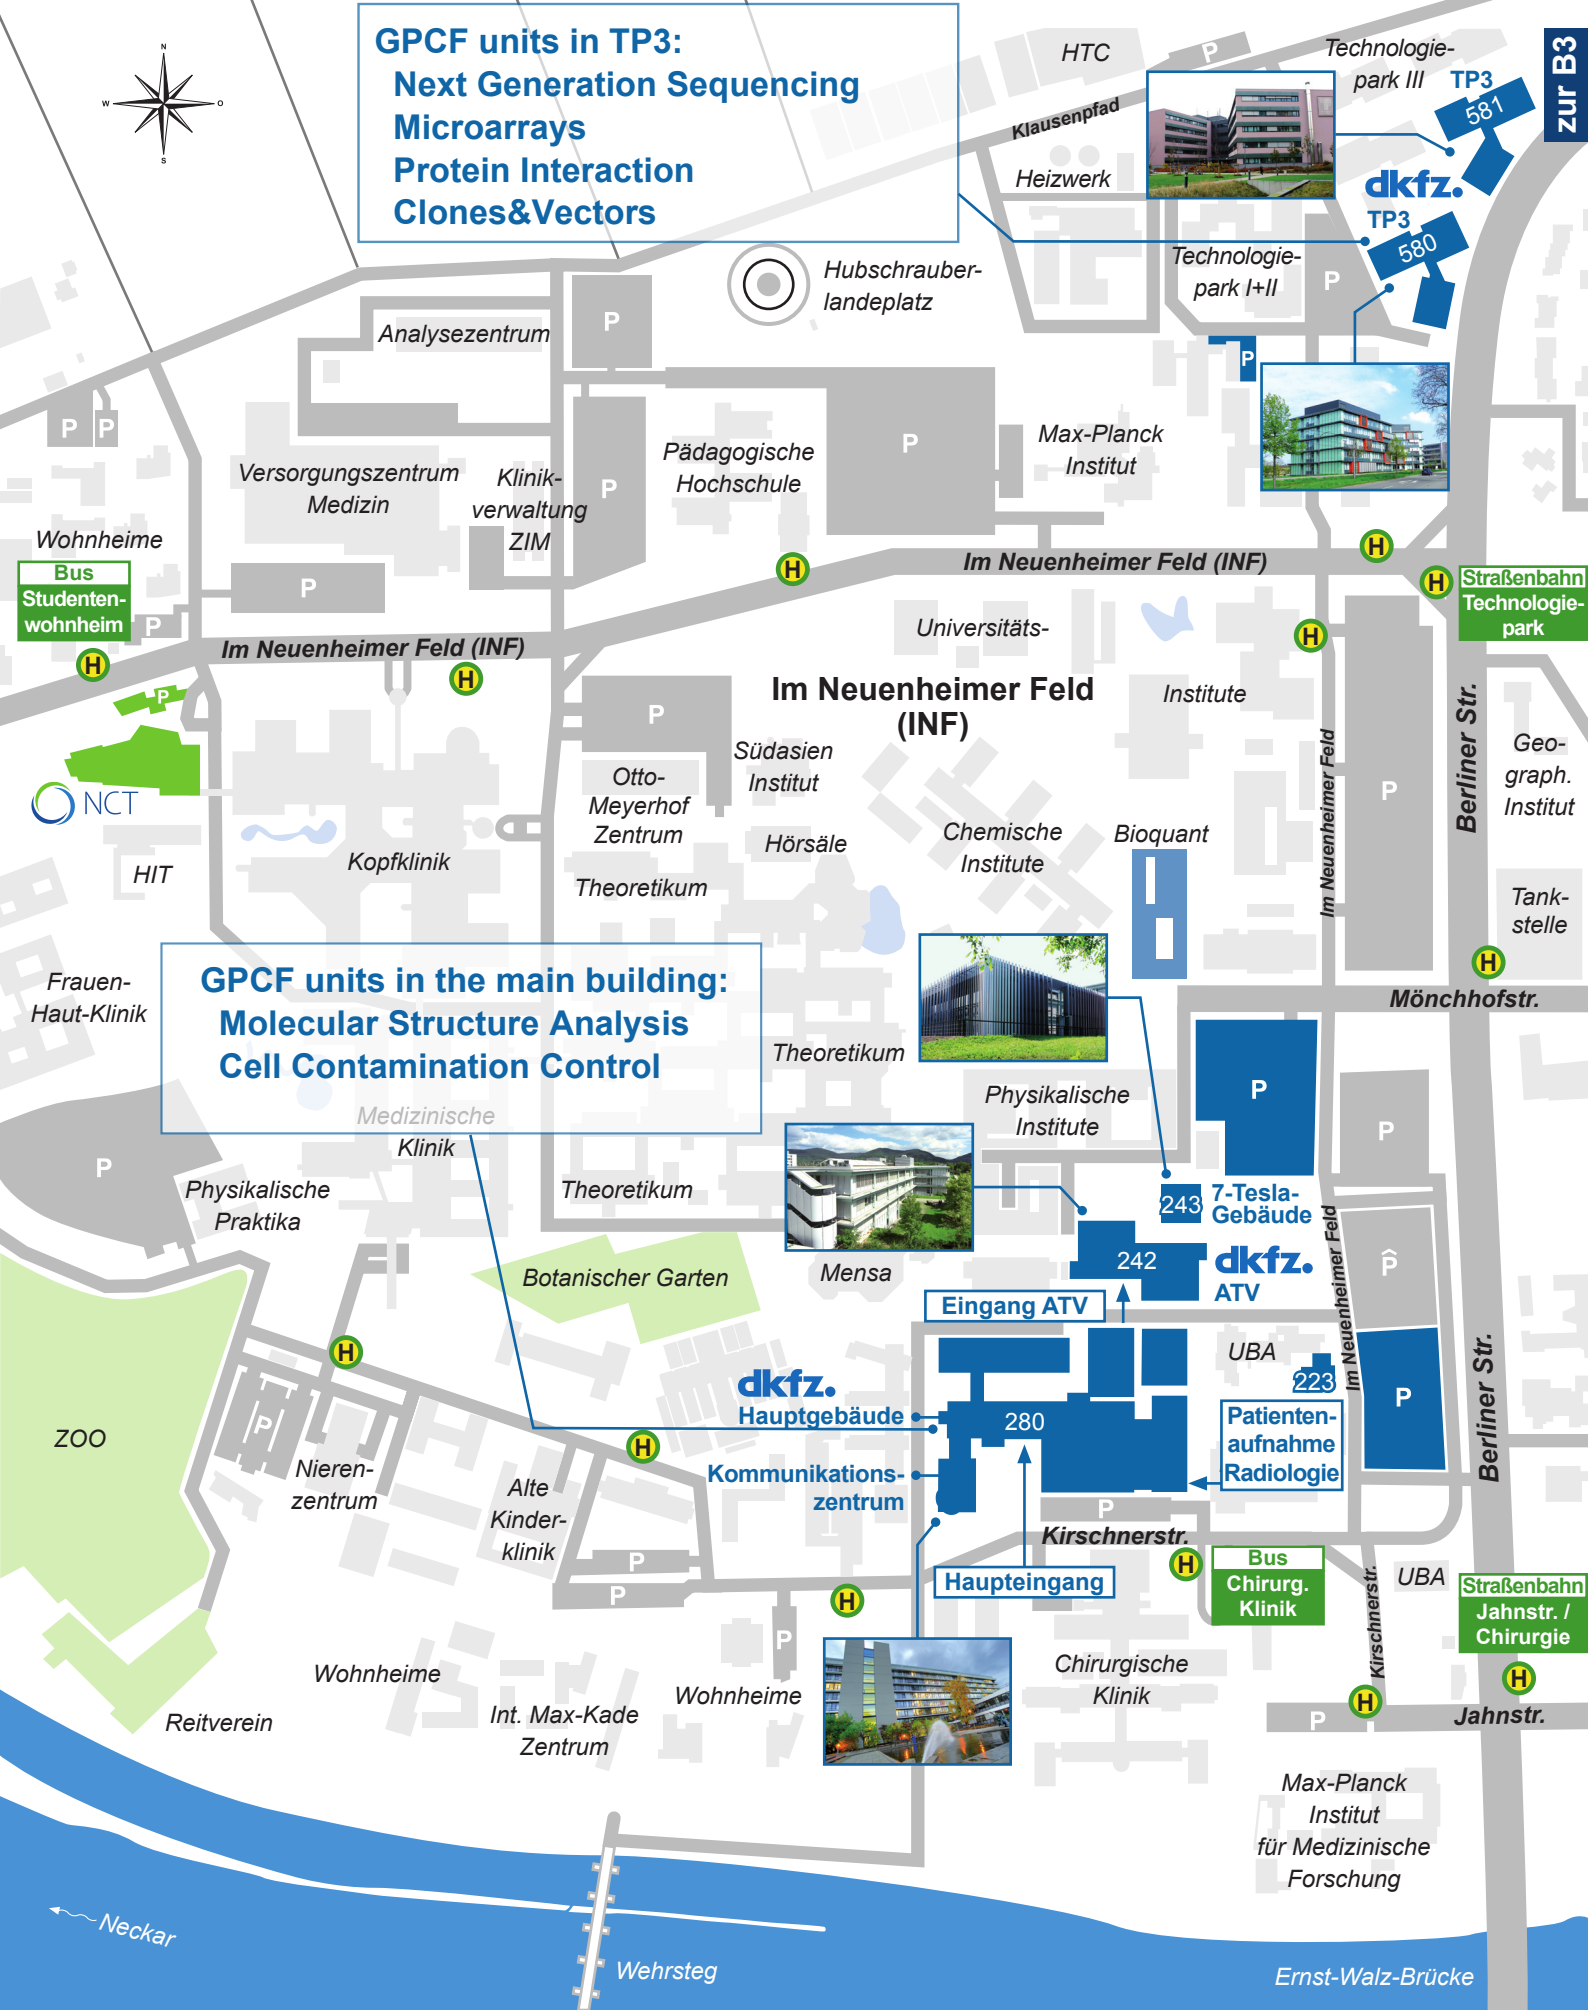 GPCF units in TP3:
Next Generation Sequencing
Microarrays
Protein Interaction
Clones&Vectors
N
W
O
S
HTC
P
Technologie-
park III
TP3
581
zur B3
Klausenpfad
Heizwerk
dkfz.
TP3
580
Technologie-
park I+II
P
Hubschrauber-
landeplatz
P
Analysezentrum
P
P
P
P
P
Max-Planck
Institut
Pädagogische
Hochschule
Versorgungszentrum
Medizin
Klinik-
verwaltung
ZIM
P
Wohnheime
Bus
Studenten-
wohnheim
P
P
H
H
H
H
H
H
Im Neuenheimer Feld (INF)
Im Neuenheimer Feld (INF)
Straßenbahn
Technologie-
park
Universitäts-
Institute
Im Neuenheimer Feld
(INF)
P
P
NCT
HIT
Kopfklinik
Otto-
Meyerhof
Zentrum
Südasien
Institut
Hörsäle
Theoretikum
Chemische
Institute
Bioquant
Im Neuenheimer Feld
P
Berliner Str.
Geo-
graph.
Institut
Tank-
stelle
H
Mönchhofstr.
Frauen-
Haut-Klinik
GPCF units in the main building:
Molecular Structure Analysis
Cell Contamination Control
Medizinische
Klinik
Theoretikum
Physikalische
Institute
P
P
P
Physikalische
Praktika
Theoretikum
243
7-Tesla-
Gebäude
242
dkfz.
ATV
Im Neuenheimer Feld
P
Botanischer Garten
Mensa
Eingang ATV
UBA
223
P
H
dkfz.
Hauptgebäude
280
Patienten-
aufnahme
Radiologie
Berliner Str.
ZOO
P
Nieren-
zentrum
H
Kommunikations-
zentrum
Alte
Kinder-
klinik
P
Kirschnerstr.
P
P
H
Haupteingang
H
Bus
Chirurg.
Klinik
Kirschnerstr.
UBA
Straßenbahn
Jahnstr. /
Chirurgie
H
P
Wohnheime
Int. Max-Kade
Zentrum
Wohnheime
Chirurgische
Klinik
H
P
Jahnstr.
Reitverein
Max-Planck
Institut
für Medizinische
Forschung
Neckar
Wehrsteg
Ernst-Walz-Brücke